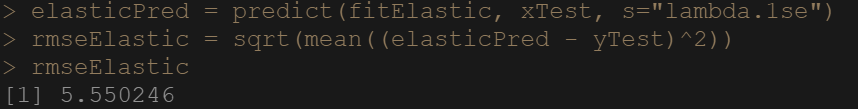 > elasticPred = predict(fitElastic, xTest, s="lambda.1se")
> rmseElastic = sqrt(mean((elasticPred - yTest)^2))
> rmseElastic
[1] 5.550246